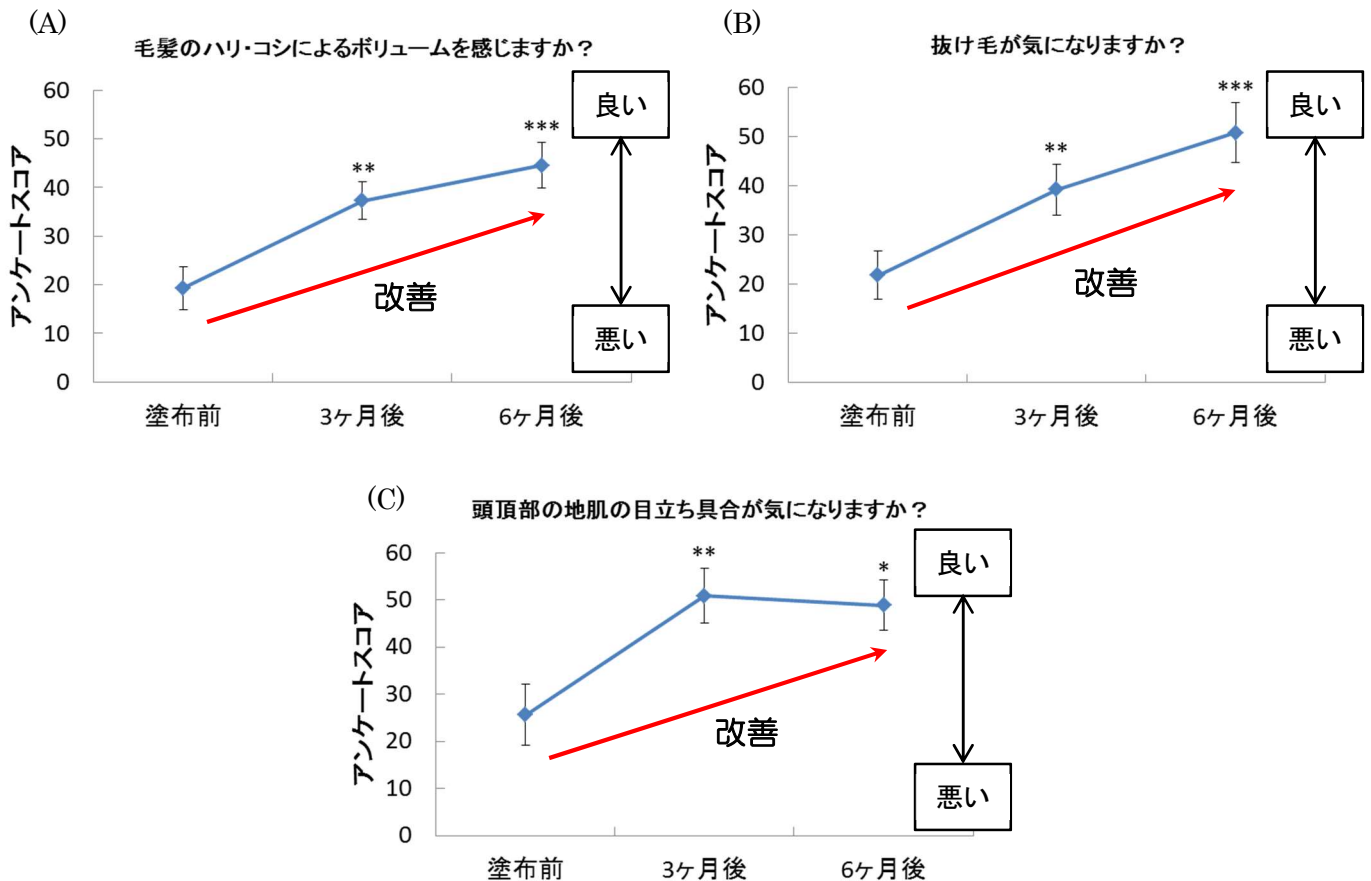 (A)
毛髪のハリ・コシによるボリュームを感じますか？
アンケートスコア
60
50
40
30
20
10
0
**
***
改善
良い
悪い
塗布前
3ヶ月後
6ヶ月後
(B)
抜け毛が気になりますか？
アンケートスコア
60
50
40
30
20
10
0
**
***
改善
良い
悪い
塗布前
3ヶ月後
6ヶ月後
(C)
頭頂部の地肌の目立ち具合が気になりますか？
アンケートスコア
60
50
40
30
20
10
0
**
*
改善
良い
悪い
塗布前
3ヶ月後
6ヶ月後